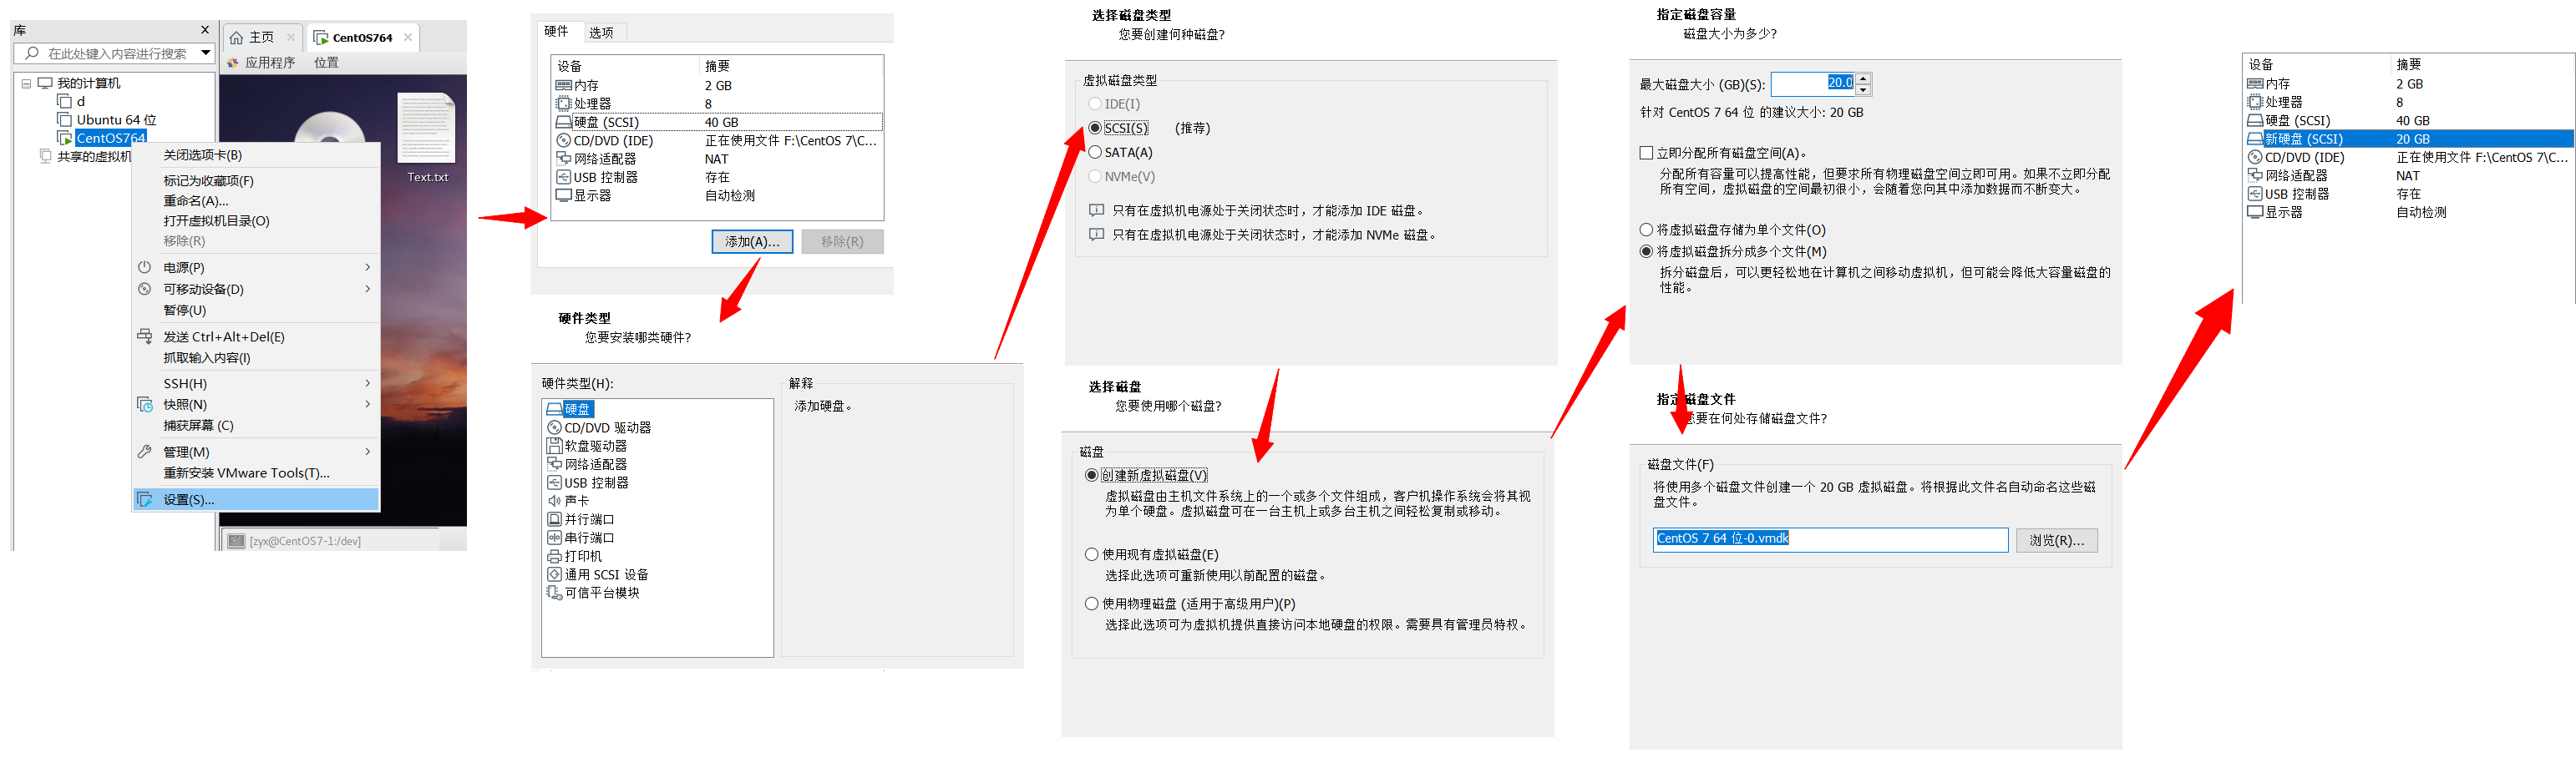 库
在此处键入内容进行搜索
我的计算机
d
Ubuntu 64 位
CentOS764
共享的虚拟机
主页
CentOS764
应用程序
位置
Text.txt
关闭选项卡(B)
标记为收藏项(F)
重命名(A)...
打开虚拟机目录(O)
移除(R)
电源(P)
可移动设备(D)
暂停(U)
发送 Ctrl+Alt+Del(E)
抓取输入内容(I)
SSH(H)
快照(N)
捕获屏幕 (C)
管理(M)
重新安装 VMware Tools(T)...
设置(S)...
[zyx@CentOS7-1:/dev]
硬件 选项
设备 摘要
内存 2 GB
处理器 8
硬盘 (SCSI) 40 GB
CD/DVD (IDE) 正在使用文件 F:\CentOS 7\C...
网络适配器 NAT
USB 控制器 存在
显示器 自动检测
添加(A)... 移除(R)
硬件类型
您要安装哪类硬件?
硬件类型(H):
硬盘
CD/DVD 驱动器
软盘驱动器
网络适配器
USB 控制器
声卡
并行端口
串行端口
打印机
通用 SCSI 设备
可信平台模块
解释
添加硬盘。
选择磁盘类型
您要创建何种磁盘?
虚拟磁盘类型
IDE(I)
SCSI(S) (推荐)
SATA(A)
NVMe(V)
只有在虚拟机电源处于关闭状态时，才能添加 IDE 磁盘。
只有在虚拟机电源处于关闭状态时，才能添加 NVMe 磁盘。
选择磁盘
您要使用哪个磁盘?
磁盘
创建新虚拟磁盘(V)
虚拟磁盘由主机文件系统上的一个或多个文件组成，客户机操作系统会将其视
为单个硬盘。虚拟磁盘可在一台主机上或多台主机之间轻松复制或移动。
使用现有虚拟磁盘(E)
选择此选项可重新使用以前配置的磁盘。
使用物理磁盘 (适用于高级用户)(P)
选择此选项可为虚拟机提供直接访问本地硬盘的权限。需要具有管理员特权。
指定磁盘容量
磁盘大小为多少?
最大磁盘大小 (GB)(S): 20.0
针对 CentOS 7 64 位 的建议大小: 20 GB
立即分配所有磁盘空间(A)。
分配所有容量可以提高性能，但要求所有物理磁盘空间立即可用。如果不立即分配
所有空间，虚拟磁盘的空间最初很小，会随着您向其中添加数据而不断变大。
将虚拟磁盘存储为单个文件(O)
将虚拟磁盘拆分成多个文件(M)
拆分磁盘后，可以更轻松地在计算机之间移动虚拟机，但可能会降低大容量磁盘的
性能。
指定磁盘文件
您要在何处存储磁盘文件?
磁盘文件(F)
将使用多个磁盘文件创建一个 20 GB 虚拟磁盘。将根据此文件名自动命名这些磁
盘文件。
CentOS 7 64 位-0.vmdk 浏览(R)...
设备 摘要
内存 2 GB
处理器 8
硬盘 (SCSI) 40 GB
新硬盘 (SCSI) 20 GB
CD/DVD (IDE) 正在使用文件 F:\CentOS 7\C...
网络适配器 NAT
USB 控制器 存在
显示器 自动检测